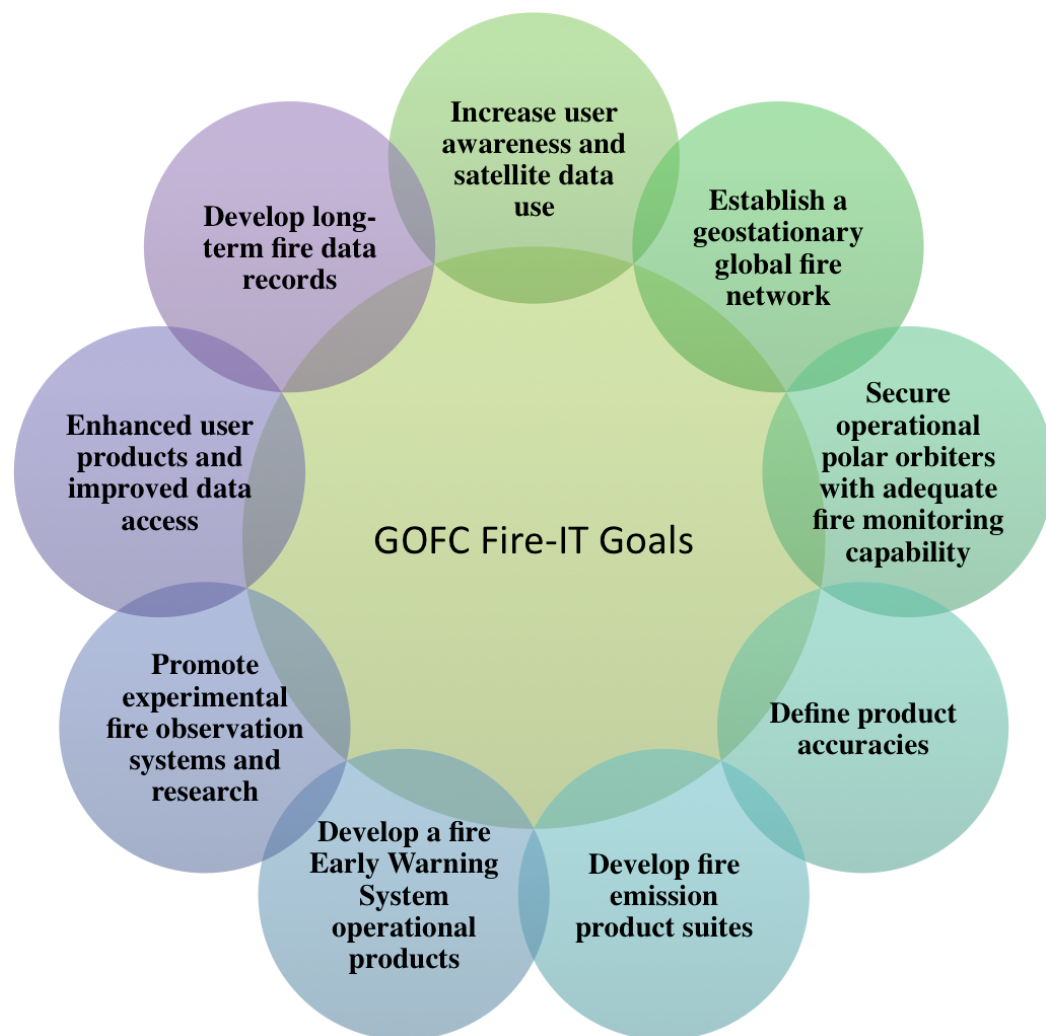 Increase user
awareness and
satellite data
use
Establish a
geostationary
global fire
network
Secure
operational
polar orbiters
with adequate
fire monitoring
capability
Define product
accuracies
Develop fire
emission
product suites
Develop a fire
Early Warning
System
operational
products
Promote
experimental
fire observation
systems and
research
Enhanced user
products and
improved data
access
Develop long-
term fire data
records
GOFC Fire-IT Goals